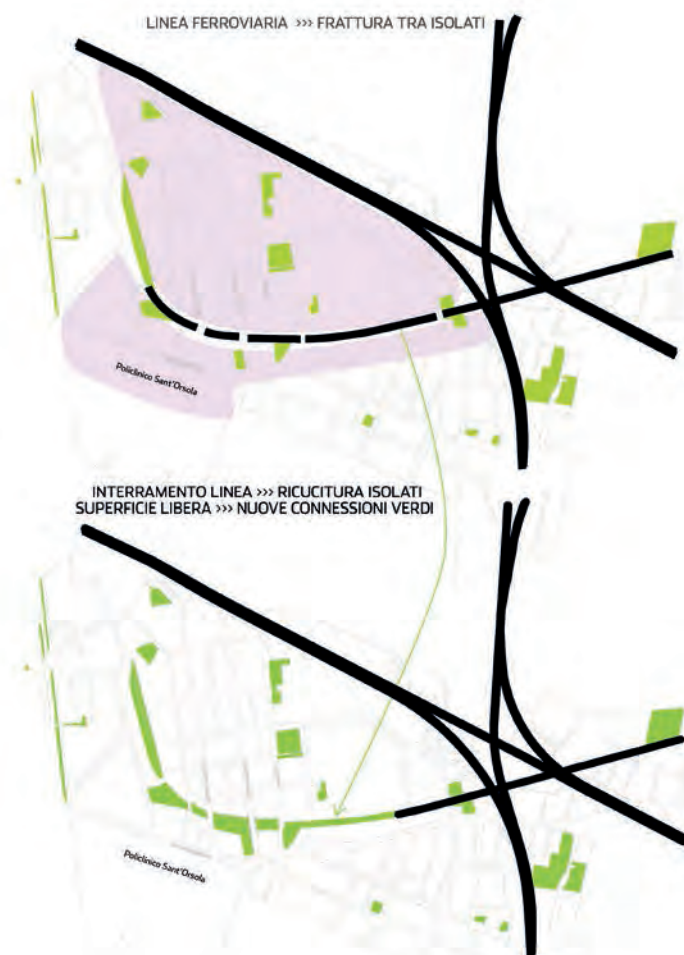 LINEA FERROVIARIA >>> FRATTURA TRA ISOLATI
Policlinico Sant'Orsola
INTERRAMENTO LINEA >>> RICUCITURA ISOLATI
SUPERFICIE LIBERA >>> NUOVE CONNESSIONI VERDI
Policlinico Sant'Orsola